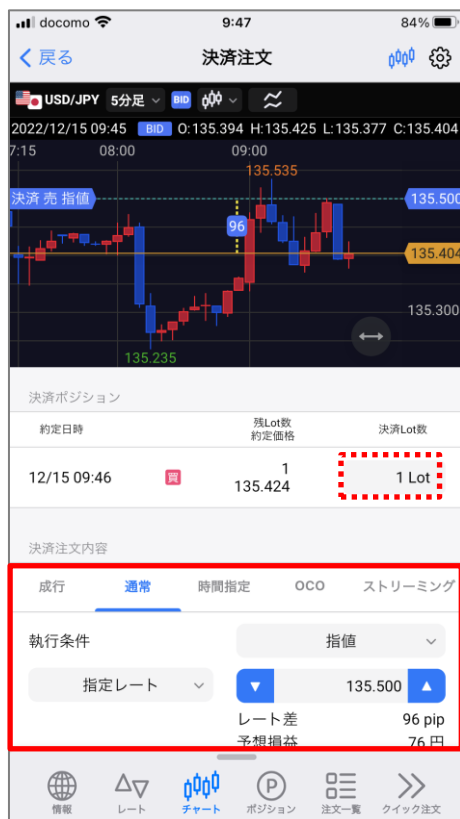 docomo 9:47 84%
戻る 決済注文
USD/JPY 5分足 BID
2022/12/15 09:45 BID O:135.394 H:135.425 L:135.377 C:135.404
7:15 08:00 09:00
135.535
決済 売 指値 135.500
96
135.404
135.300
135.235
決済ポジション
約定日時 残Lot数 決済Lot数
約定価格
12/15 09:46 買 1 1 Lot
135.424
決済注文内容
成行 通常 時間指定 OCO ストリーミング
執行条件 指値
指定レート 135.500
レート差 96 pip
予想損益 76 円
情報 レート チャート ポジション 注文一覧 クイック注文